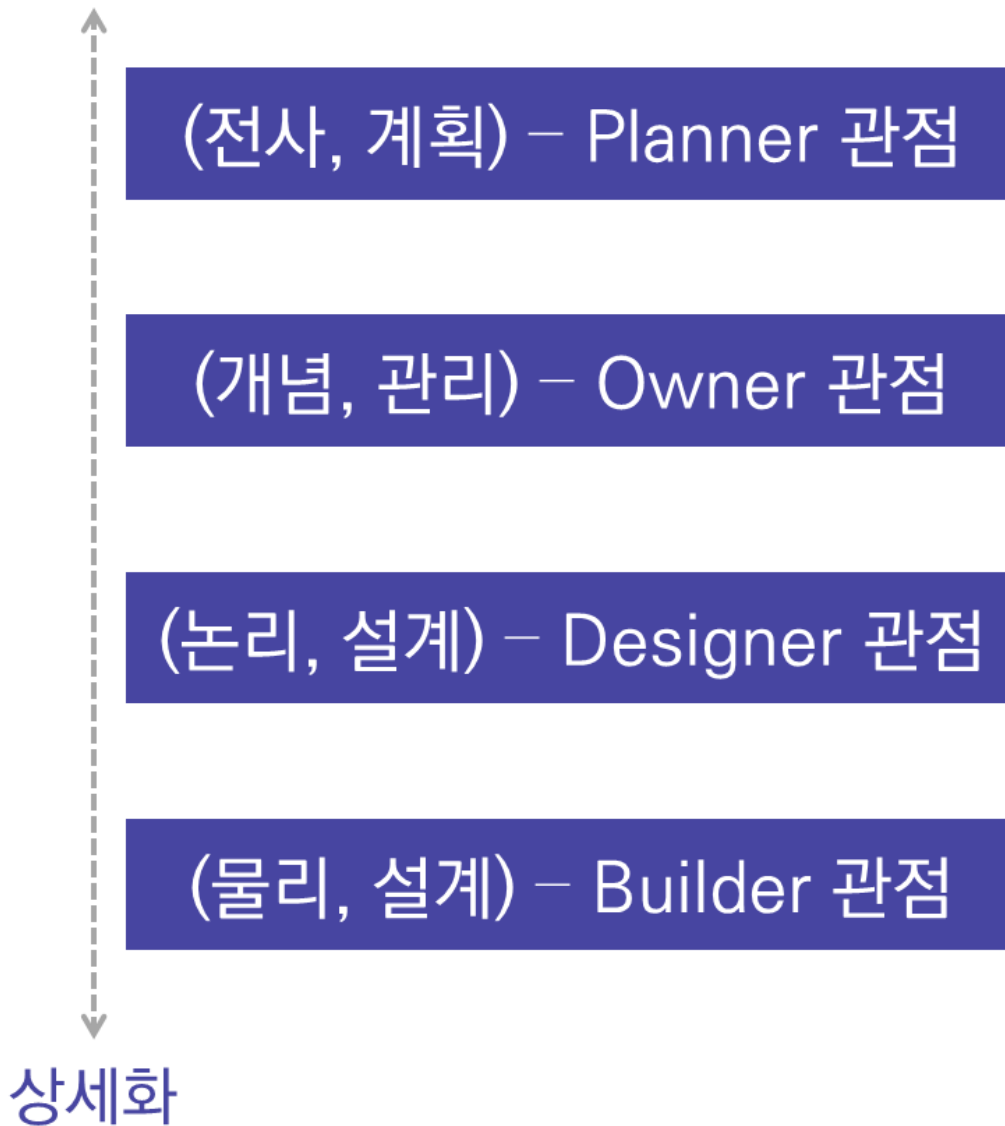 (전사, 계획) – Planner 관점
(개념, 관리) – Owner 관점
(논리, 설계) – Designer 관점
(물리, 설계) – Builder 관점
상세화